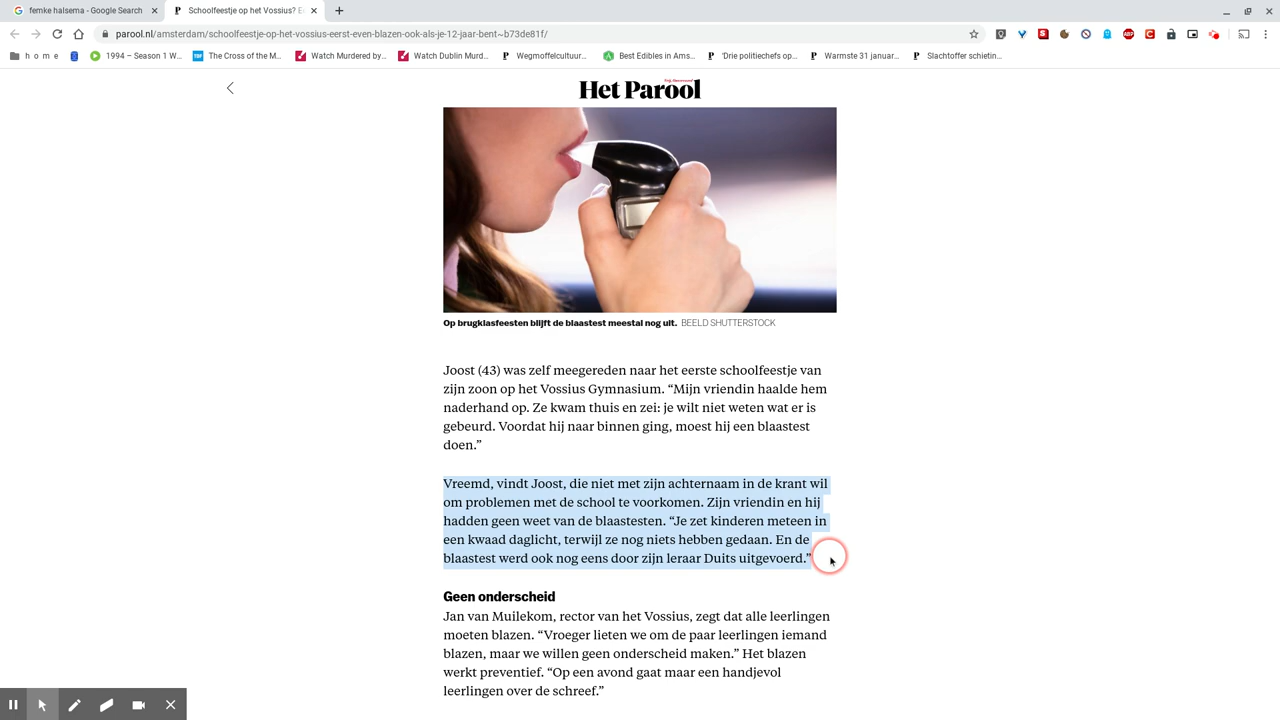 femke halsema - Google Search
Schoolfeestje op het Vossius? E
parool.nl/amsterdam/schoolfeestje-op-het-vossius-eerst-even-blazen-ook-als-je-12-jaar-bent~b73de81f/
h o m e
1994 – Season 1 W...
The Cross of the M...
Watch Murdered by...
Watch Dublin Murd...
Wegmoffelcultuur...
Best Edibles in Ams...
'Drie politiechefs op...
Warmste 31 januar...
Slachtoffer schietin...
Het Parool
Op brugklasfeesten blijft de blaastest meestal nog uit. BEELD SHUTTERSTOCK
Joost (43) was zelf meegereden naar het eerste schoolfeestje van
zijn zoon op het Vossius Gymnasium. “Mijn vriendin haalde hem
naderhand op. Ze kwam thuis en zei: je wilt niet weten wat er is
gebeurd. Voordat hij naar binnen ging, moest hij een blaastest
doen.”
Vreemd, vindt Joost, die niet met zijn achternaam in de krant wil
om problemen met de school te voorkomen. Zijn vriendin en hij
hadden geen weet van de blaastesten. “Je zet kinderen meteen in
een kwaad daglicht, terwijl ze nog niets hebben gedaan. En de
blaastest werd ook nog eens door zijn leraar Duits uitgevoerd.”
Geen onderscheid
Jan van Muilekom, rector van het Vossius, zegt dat alle leerlingen
moeten blazen. “Vroeger lieten we om de paar leerlingen iemand
blazen, maar we willen geen onderscheid maken.” Het blazen
werkt preventief. “Op een avond gaat maar een handjevol
leerlingen over de schreef.”